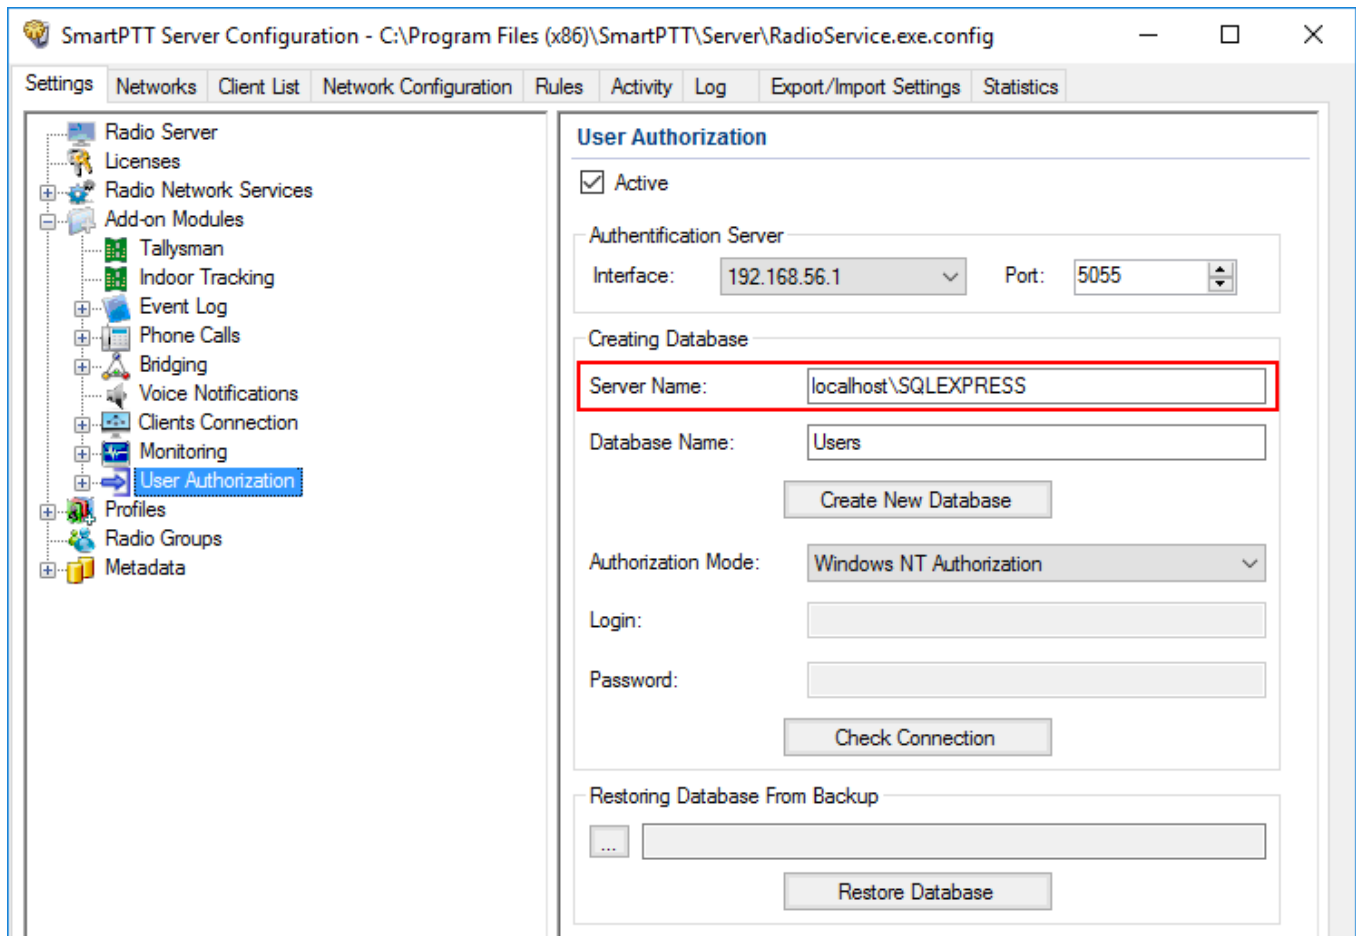 SmartPTT Server Configuration - C:\Program Files (x86)\SmartPTT\Server\RadioService.exe.config
Settings Networks Client List Network Configuration Rules Activity Log Export/Import Settings Statistics
Radio Server
Licenses
Radio Network Services
Add-on Modules
Tallysman
Indoor Tracking
Event Log
Phone Calls
Bridging
Voice Notifications
Clients Connection
Monitoring
User Authorization
Profiles
Radio Groups
Metadata
User Authorization
Active
Authentification Server
Interface: 192.168.56.1 Port: 5055
Creating Database
Server Name: localhost\SQLEXPRESS
Database Name: Users
Create New Database
Authorization Mode: Windows NT Authorization
Login:
Password:
Check Connection
Restoring Database From Backup
...
Restore Database